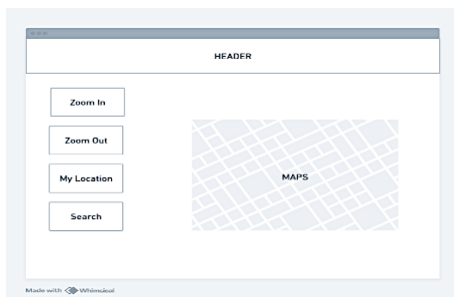 HEADER
Zoom In
Zoom Out
My Location
MAPS
Search
Made with Whimsical